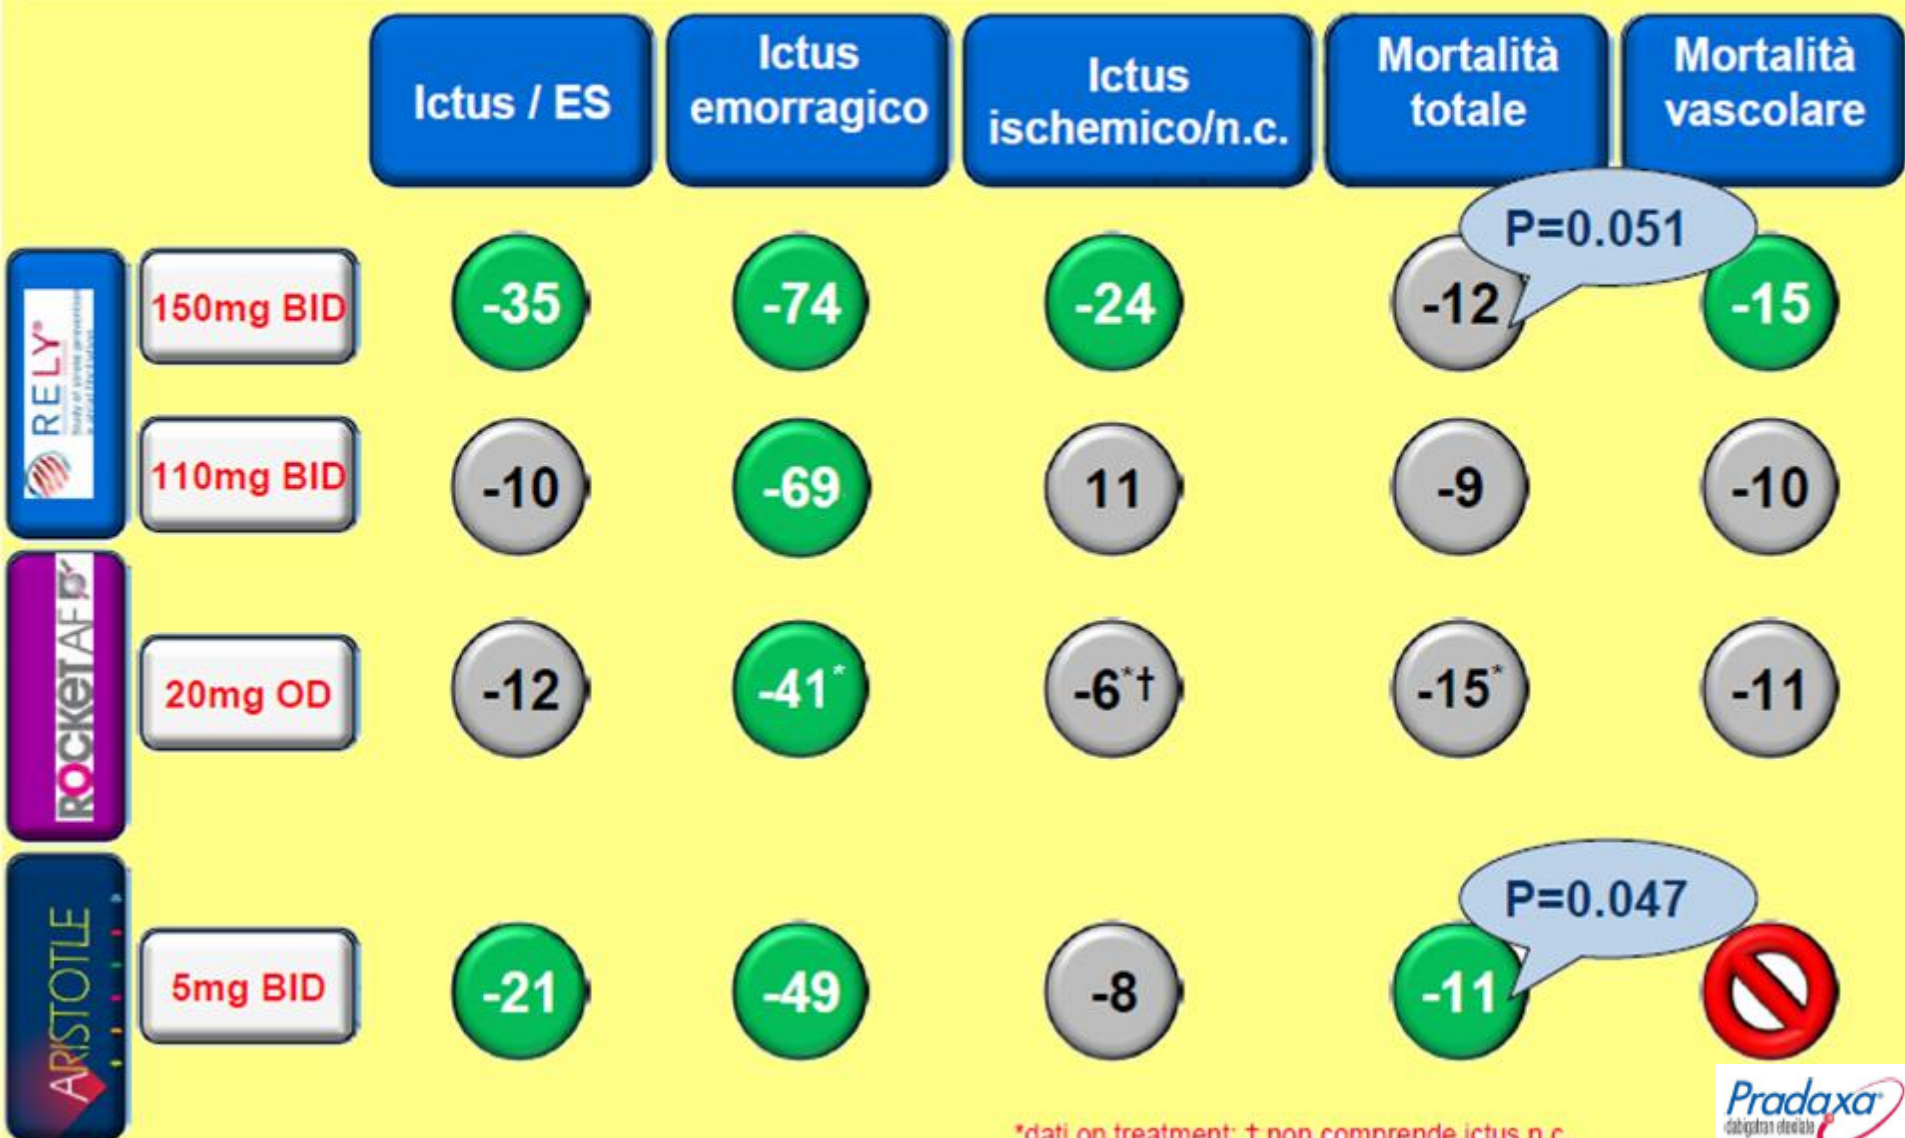 Ictus / ES
Ictus
emorragico
Ictus
ischemico/n.c.
Mortalità
totale
Mortalità
vascolare
RELY®
150mg BID
-35
-74
-24
-12
P=0.051
-15
110mg BID
-10
-69
11
-9
-10
ROCKET AF
20mg OD
-12
-41*
-6*†
-15*
-11
ARISTOTLE
5mg BID
-21
-49
-8
-11
P=0.047
Pradaxa®
dabigatran etexilate
*dati on treatment; † non comprende ictus n.c.